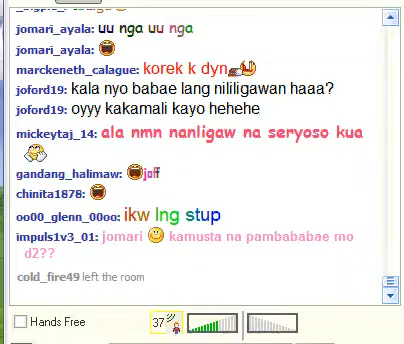 jomari_ayala: uu nga uu nga
jomari_ayala:
marckeneth_calague: korek k dyn
joford19: kala nyo babae lang nililigawan haaa?
joford19: oyyy kakamali kayo hehehe
mickeytaj_14: ala nmn nanligaw na seryoso kua
gandang_halimaw: joff
chinita1878:
oo00_glenn_00oo: ikw lng stup
impuls1v3_01: jomari kamusta na pambababae mo
d2??
cold_fire49 left the room
Hands Free
37